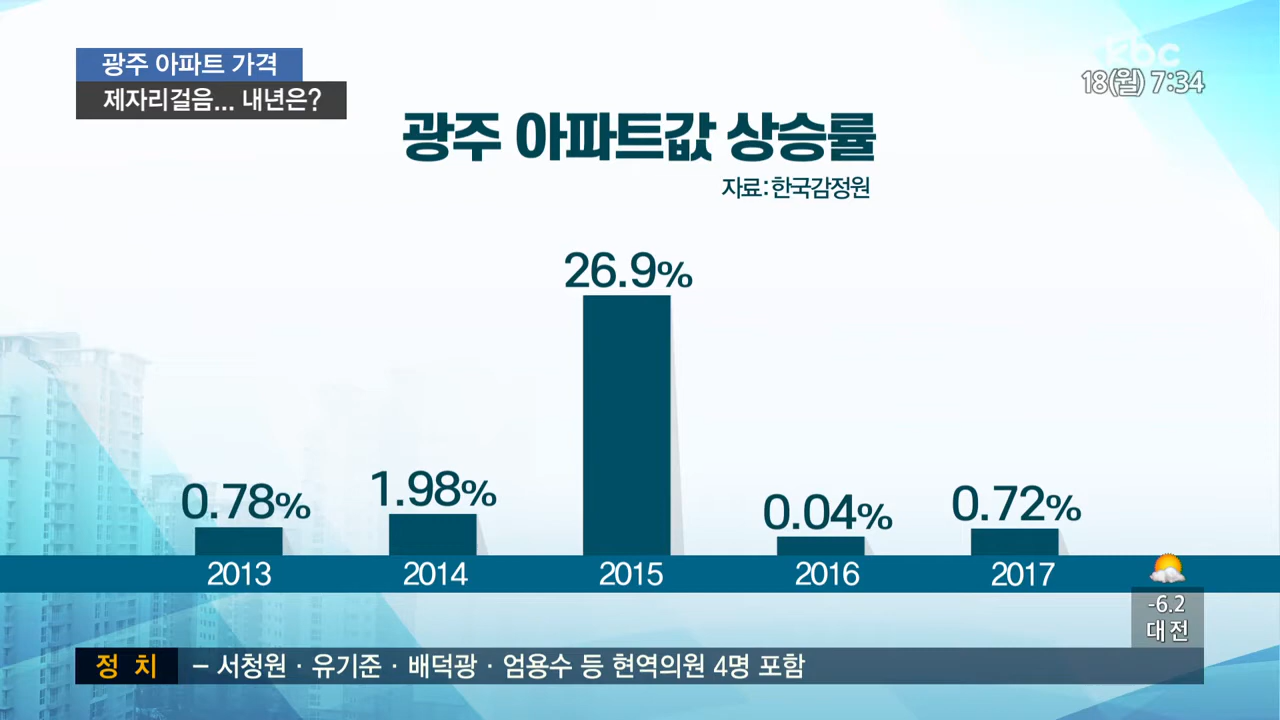 광주 아파트 가격
제자리걸음... 내년은?
kbc
18(월) 7:34
광주 아파트값 상승률
자료:한국감정원
0.78%
1.98%
26.9%
0.04%
0.72%
2013
2014
2015
2016
2017
-6.2
대전
정 치
- 서청원·유기준·배덕광·엄용수 등 현역의원 4명 포함